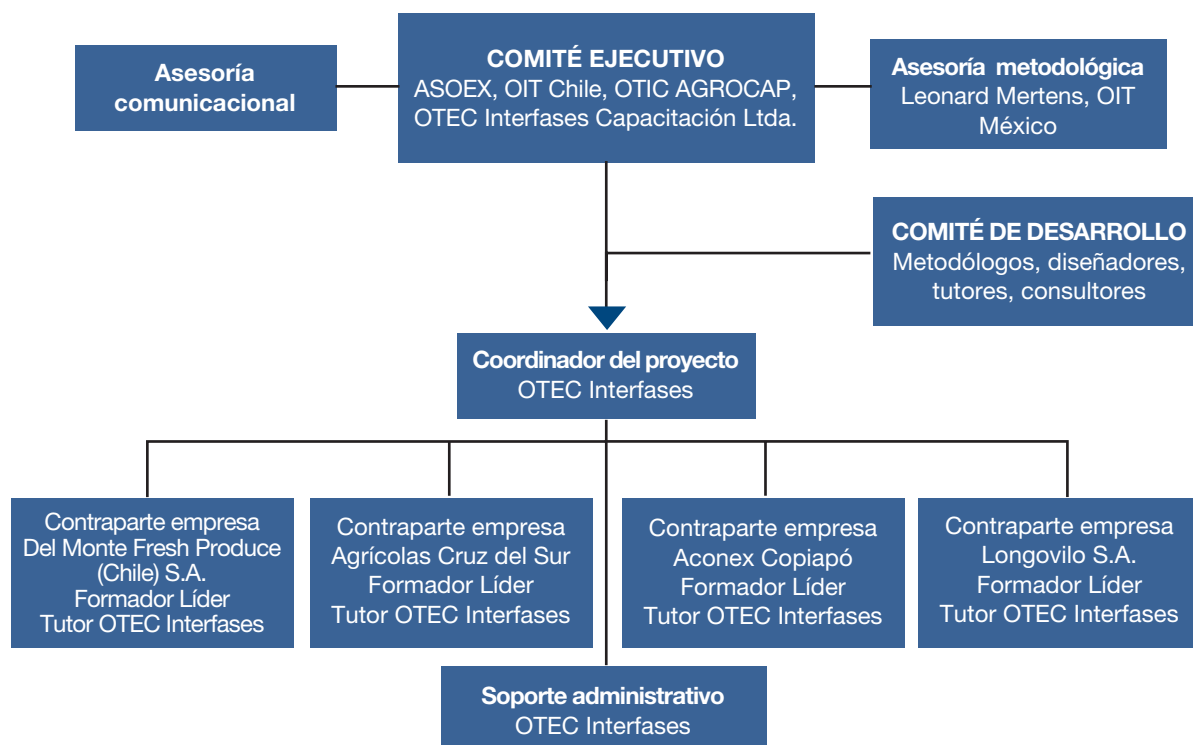 Asesoría
comunicacional
COMITÉ EJECUTIVO
ASOEX, OIT Chile, OTIC AGROCAP,
OTEC Interfases Capacitación Ltda.
Asesoría metodológica
Leonard Mertens, OIT
México
COMITÉ DE DESARROLLO
Metodólogos, diseñadores,
tutores, consultores
Coordinador del proyecto
OTEC Interfases
Contraparte empresa
Del Monte Fresh Produce
(Chile) S.A.
Formador Líder
Tutor OTEC Interfases
Contraparte empresa
Agrícolas Cruz del Sur
Formador Líder
Tutor OTEC Interfases
Contraparte empresa
Aconex Copiapó
Formador Líder
Tutor OTEC Interfases
Contraparte empresa
Longovilo S.A.
Formador Líder
Tutor OTEC Interfases
Soporte administrativo
OTEC Interfases